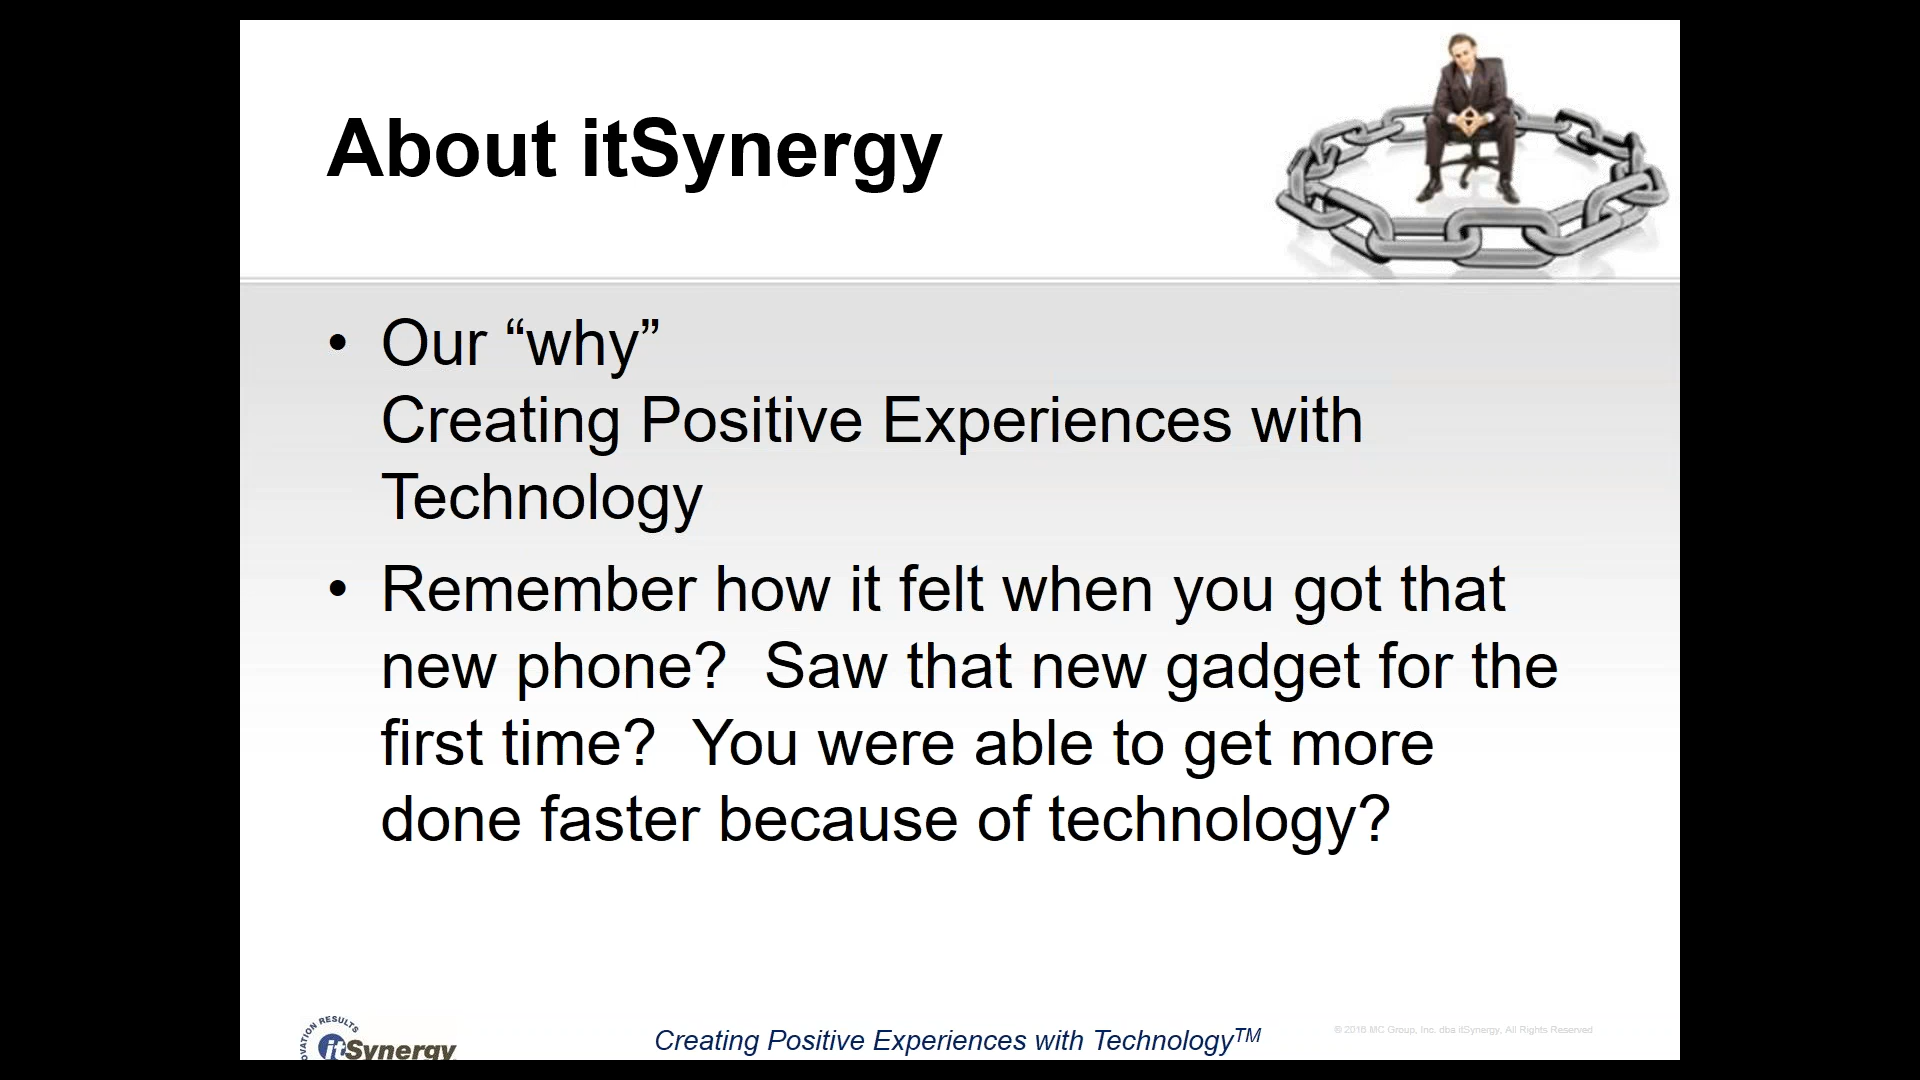 About itSynergy
• Our “why”
Creating Positive Experiences with
Technology
• Remember how it felt when you got that
new phone?  Saw that new gadget for the
first time?  You were able to get more
done faster because of technology?
RESULTS
itSynergy
Creating Positive Experiences with Technology™
© 2016 MC Group, Inc. dba itSynergy, All Rights Reserved